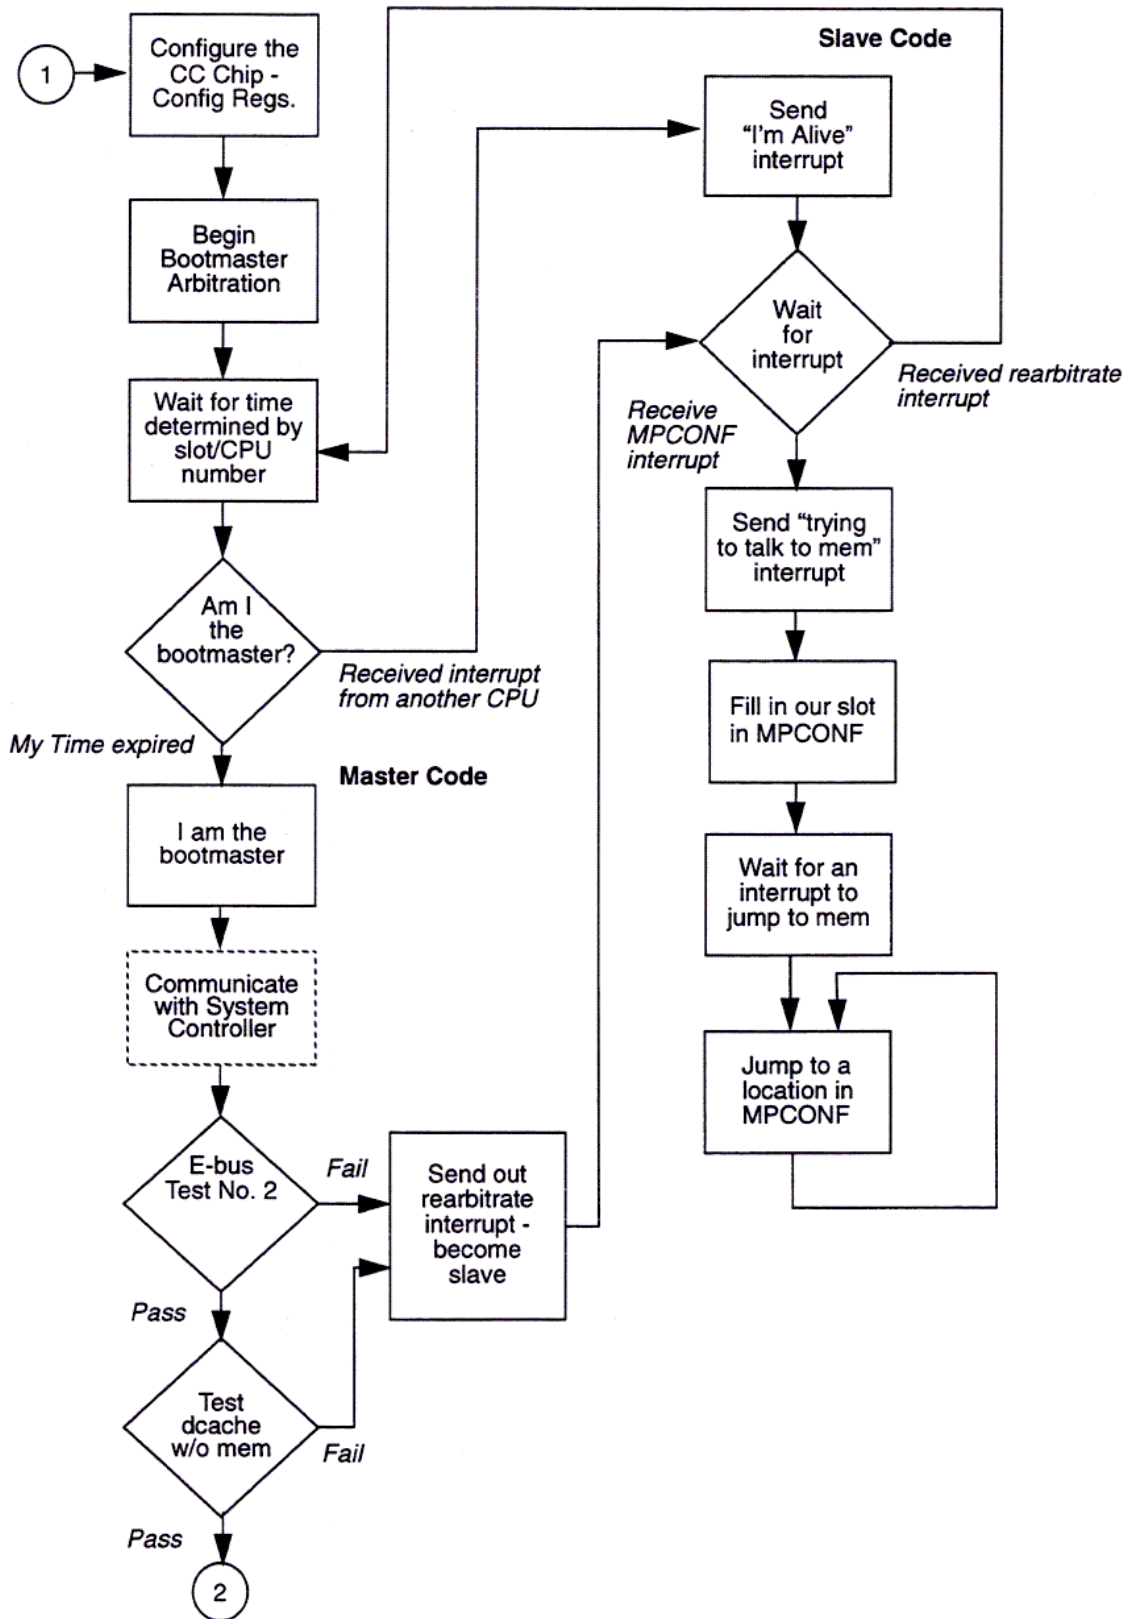 1
Configure the
CC Chip -
Config Regs.
Begin
Bootmaster
Arbitration
Wait for time
determined by
slot/CPU
number
Am I
the
bootmaster?
Received interrupt
from another CPU
My Time expired
Master Code
I am the
bootmaster
Communicate
with System
Controller
E-bus
Test No. 2
Fail
Pass
Test
dcache
w/o mem
Fail
Pass
2
Send out
rearbitrate
interrupt -
become
slave
Slave Code
Send
“I’m Alive”
interrupt
Wait
for
interrupt
Received rearbitrate
interrupt
Receive
MPCONF
interrupt
Send “trying
to talk to mem”
interrupt
Fill in our slot
in MPCONF
Wait for an
interrupt to
jump to mem
Jump to a
location in
MPCONF